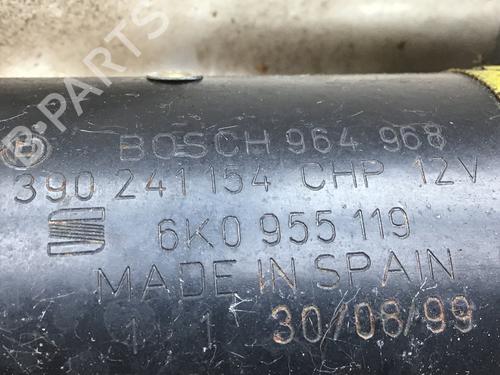 B-PARTS
BOSCH 964 968
390 241 154 CHP 12V
6K0 955 119
MADE IN SPAIN
1 1 30/08/99